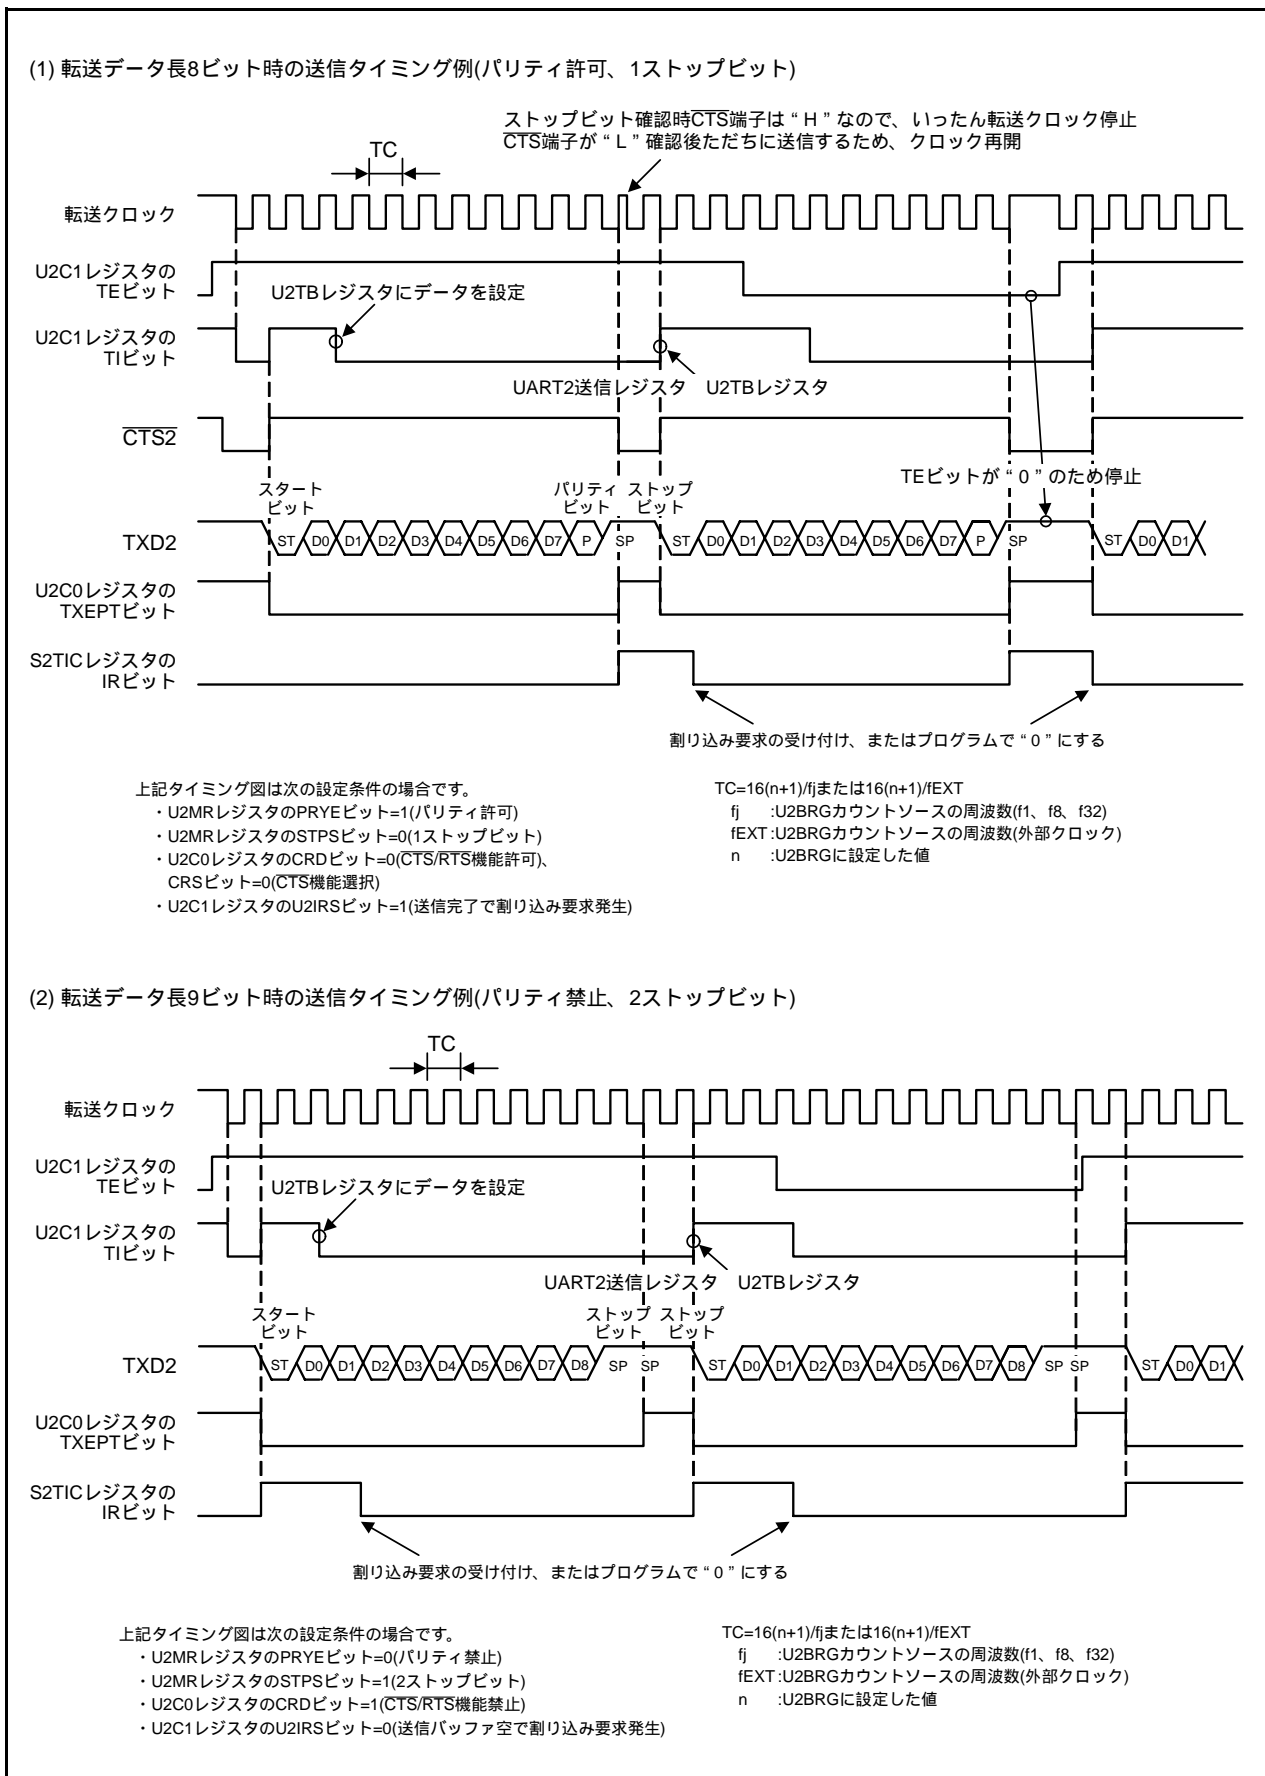 (1) 転送データ長8ビット時の送信タイミング例(パリティ許可、1ストップビット)
ストップビット確認時CTS端子は“H”なので、いったん転送クロック停止
CTS端子が“L”確認後ただちに送信するため、クロック再開
TC
転送クロック
U2C1レジスタの
TEビット
U2TBレジスタにデータを設定
U2C1レジスタの
TIビット
UART2送信レジスタ U2TBレジスタ
CTS2
TEビットが“0”のため停止
スタート
ビット
パリティ
ビット
ストップ
ビット
TXD2
ST D0 D1 D2 D3 D4 D5 D6 D7 P SP ST D0 D1 D2 D3 D4 D5 D6 D7 P SP ST D0 D1
U2C0レジスタの
TXEPTビット
S2TICレジスタの
IRビット
割り込み要求の受け付け、またはプログラムで“0”にする
上記タイミング図は次の設定条件の場合です。
・U2MRレジスタのPRYEビット=1(パリティ許可)
・U2MRレジスタのSTPSビット=0(1ストップビット)
・U2C0レジスタのCRDビット=0(CTS/RTS機能許可)、
CRSビット=0(CTS機能選択)
・U2C1レジスタのU2IRSビット=1(送信完了で割り込み要求発生)
TC=16(n+1)/fjまたは16(n+1)/fEXT
fj :U2BRGカウントソースの周波数(f1、f8、f32)
fEXT :U2BRGカウントソースの周波数(外部クロック)
n :U2BRGに設定した値
(2) 転送データ長9ビット時の送信タイミング例(パリティ禁止、2ストップビット)
TC
転送クロック
U2C1レジスタの
TEビット
U2TBレジスタにデータを設定
U2C1レジスタの
TIビット
UART2送信レジスタ U2TBレジスタ
スタート
ビット
ストップ
ビット
ストップ
ビット
TXD2
ST D0 D1 D2 D3 D4 D5 D6 D7 D8 SP SP ST D0 D1 D2 D3 D4 D5 D6 D7 D8 SP SP ST D0 D1
U2C0レジスタの
TXEPTビット
S2TICレジスタの
IRビット
割り込み要求の受け付け、またはプログラムで“0”にする
上記タイミング図は次の設定条件の場合です。
・U2MRレジスタのPRYEビット=0(パリティ禁止)
・U2MRレジスタのSTPSビット=1(2ストップビット)
・U2C0レジスタのCRDビット=1(CTS/RTS機能禁止)
・U2C1レジスタのU2IRSビット=0(送信バッファ空で割り込み要求発生)
TC=16(n+1)/fjまたは16(n+1)/fEXT
fj :U2BRGカウントソースの周波数(f1、f8、f32)
fEXT :U2BRGカウントソースの周波数(外部クロック)
n :U2BRGに設定した値